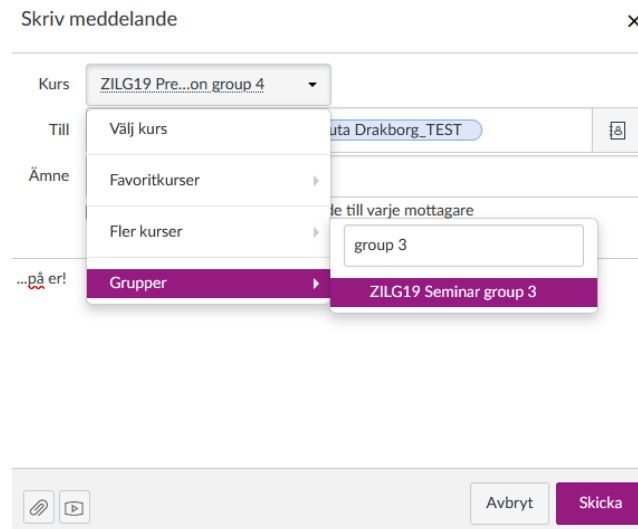 Skriv meddelande
Kurs ZILG19 Pre...on group 4
Till uta Drakborg_TEST
Välj kurs
Ämne
Favoritkurser
de till varje mottagare
Fler kurser
group 3
...på er!
Grupper
ZILG19 Seminar group 3
Avbryt Skicka